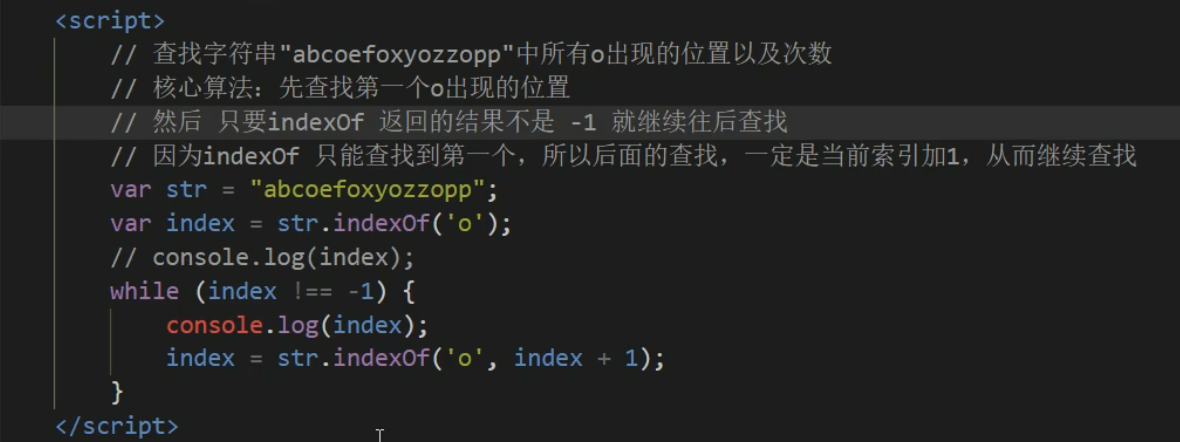 <script>
// 查找字符串"abcoefoxyozzopp"中所有o出现的位置以及次数
// 核心算法：先查找第一个o出现的位置
// 然后 只要indexOf 返回的结果不是 -1 就继续往后查找
// 因为indexOf 只能查找到第一个，所以后面的查找，一定是当前索引加1，从而继续查找
var str = "abcoefoxyozzopp";
var index = str.indexOf('o');
// console.log(index);
while (index !== -1) {
console.log(index);
index = str.indexOf('o', index + 1);
}
</script>